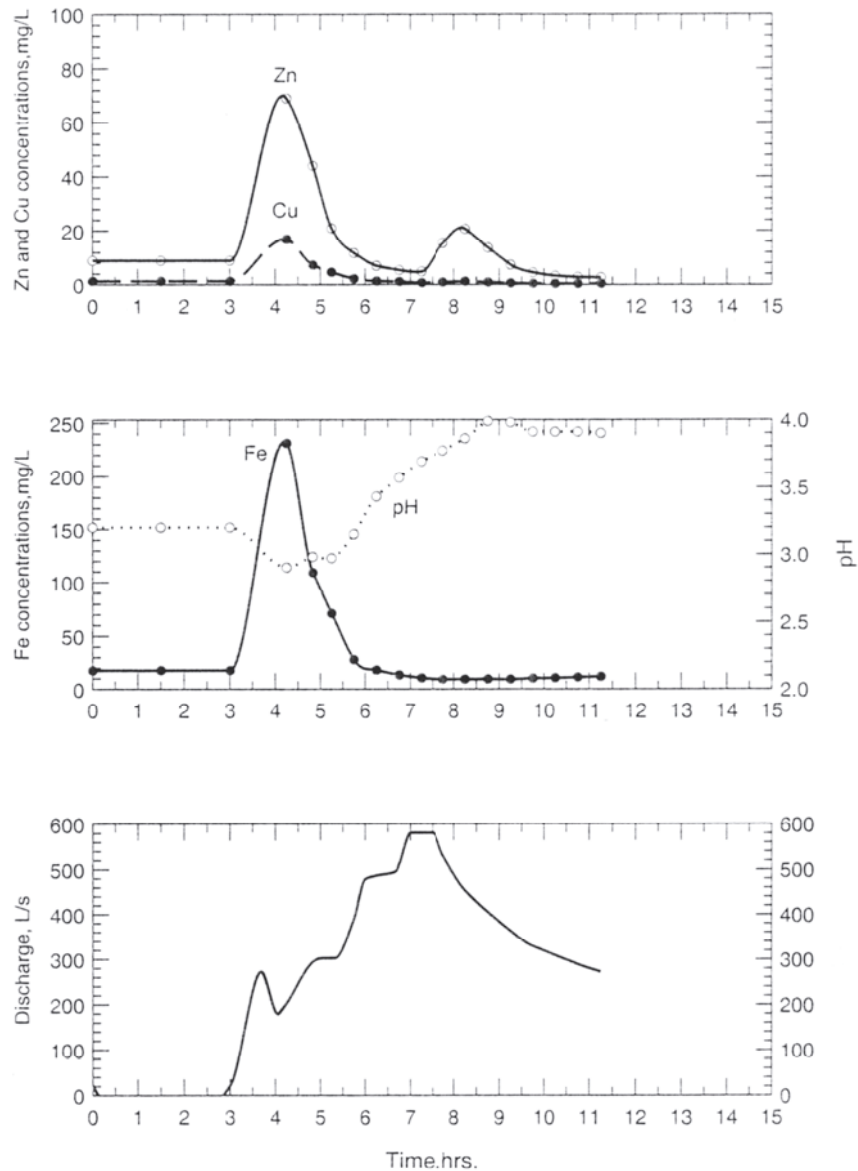 Zn and Cu concentrations,mg/L
100
80
60
40
20
0
Zn
Cu
0 1 2 3 4 5 6 7 8 9 10 11 12 13 14 15
Fe concentrations,mg/L
250
200
150
100
50
0
Fe
pH
4.0
3.5
3.0
2.5
2.0
pH
0 1 2 3 4 5 6 7 8 9 10 11 12 13 14 15
Discharge, L/s
600
500
400
300
200
100
0
600
500
400
300
200
100
0
0 1 2 3 4 5 6 7 8 9 10 11 12 13 14 15
Time.hrs.